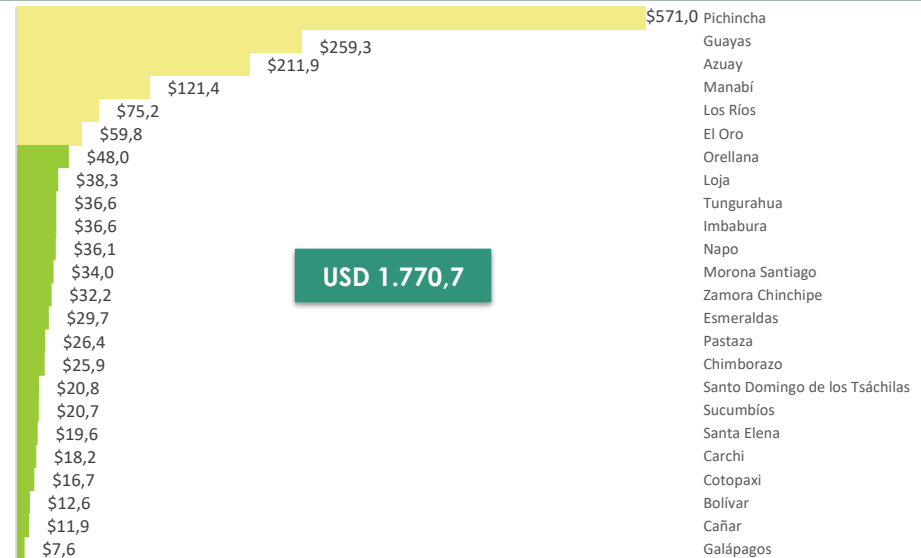 $571,0 Pichincha
$259,3 Guayas
$211,9 Azuay
$121,4 Manabí
$75,2 Los Ríos
$59,8 El Oro
$48,0 Orellana
$38,3 Loja
$36,6 Tungurahua
$36,6 Imbabura
$36,1 Napo
$34,0 Morona Santiago
USD 1.770,7
$32,2 Zamora Chinchipe
$29,7 Esmeraldas
$26,4 Pastaza
$25,9 Chimborazo
$20,8 Santo Domingo de los Tsáchilas
$20,7 Sucumbíos
$19,6 Santa Elena
$18,2 Carchi
$16,7 Cotopaxi
$12,6 Bolívar
$11,9 Cañar
$7,6 Galápagos